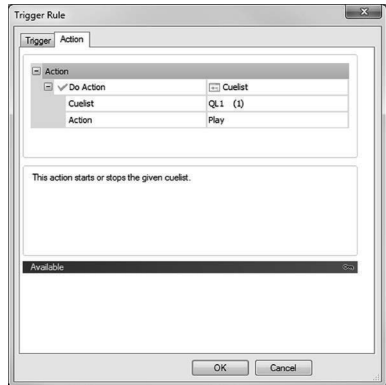 Trigger Rule
Trigger Action
Action
Do Action Cuelist
Cuelist QL1 (1)
Action Play
This action starts or stops the given cuelist.
Available
OK Cancel